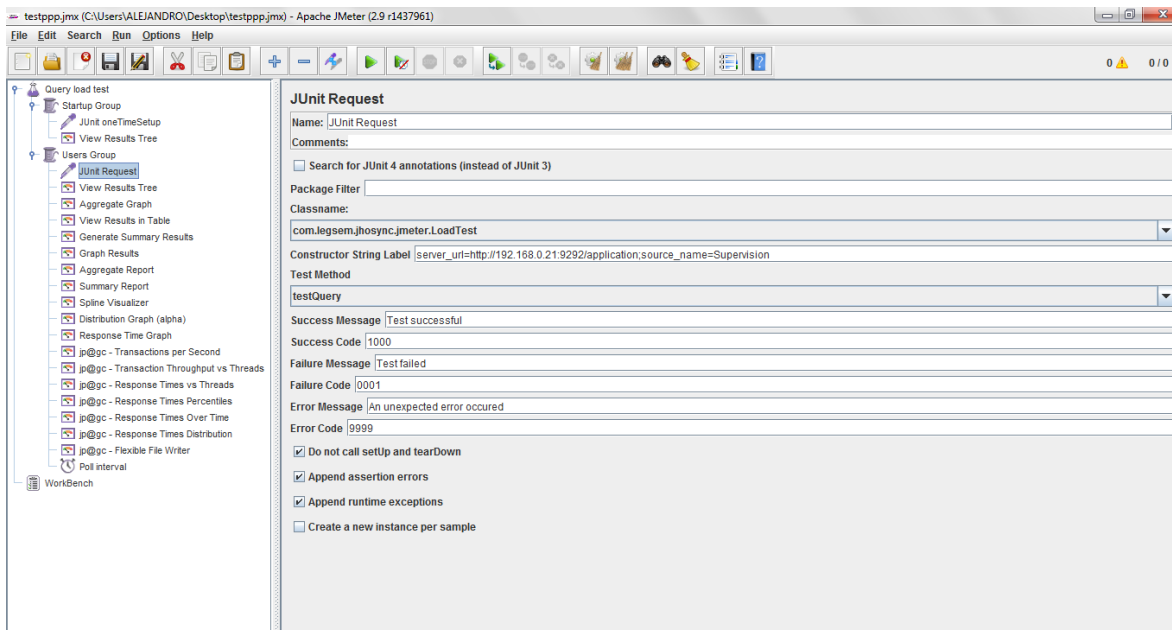 testppp.jmx (C:\Users\ALEJANDRO\Desktop\testppp.jmx) - Apache JMeter (2.9 r1437961)
File Edit Search Run Options Help
0 0 / 0
Query load test
Startup Group
JUnit oneTimeSetup
View Results Tree
Users Group
JUnit Request
View Results Tree
Aggregate Graph
View Results in Table
Generate Summary Results
Graph Results
Aggregate Report
Summary Report
Spline Visualizer
Distribution Graph (alpha)
Response Time Graph
jp@gc - Transactions per Second
jp@gc - Transaction Throughput vs Threads
jp@gc - Response Times vs Threads
jp@gc - Response Times Percentiles
jp@gc - Response Times Over Time
jp@gc - Response Times Distribution
jp@gc - Flexible File Writer
Poll interval
WorkBench
JUnit Request
Name: JUnit Request
Comments:
Search for JUnit 4 annotations (instead of JUnit 3)
Package Filter
Classname:
com.legsem.jhosync.jmeter.LoadTest
Constructor String Label server_url=http://192.168.0.21:9292/application;source_name=Supervision
Test Method
testQuery
Success Message Test successful
Success Code 1000
Failure Message Test failed
Failure Code 0001
Error Message An unexpected error occured
Error Code 9999
Do not call setUp and tearDown
Append assertion errors
Append runtime exceptions
Create a new instance per sample